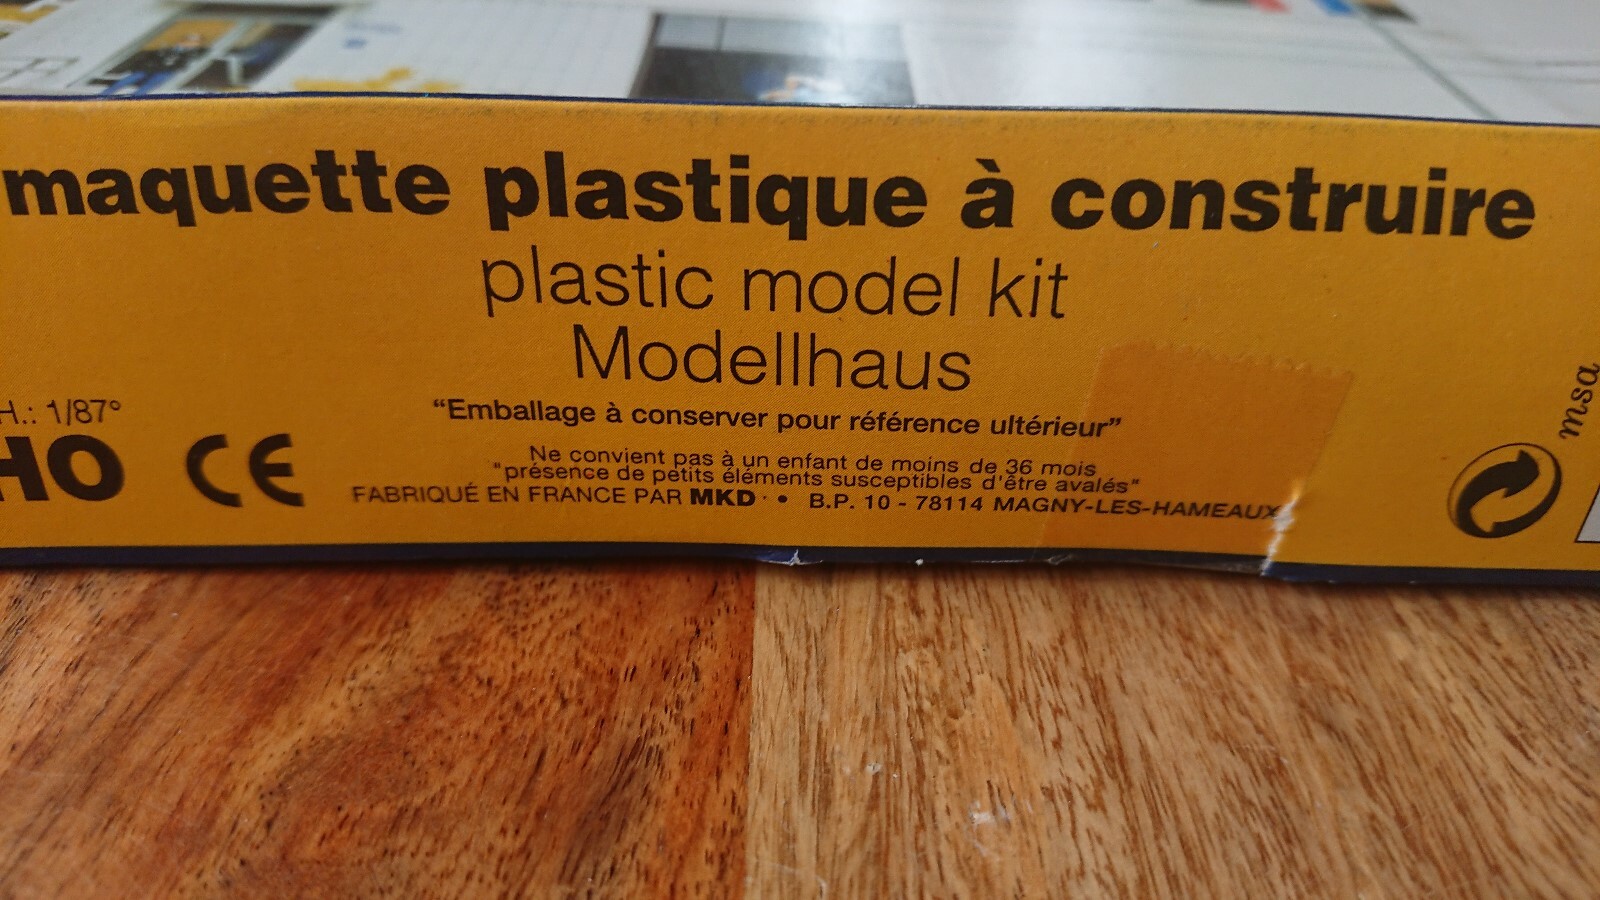 maquette plastique à construire
plastic model kit
Modellhaus
H.: 1/87°
HO CE
“Emballage à conserver pour référence ultérieur”
Ne convient pas à un enfant de moins de 36 mois
"présence de petits éléments susceptibles d'être avalés"
FABRIQUÉ EN FRANCE PAR MKD • B.P. 10 - 78114 MAGNY-LES-HAMEAUX
msa